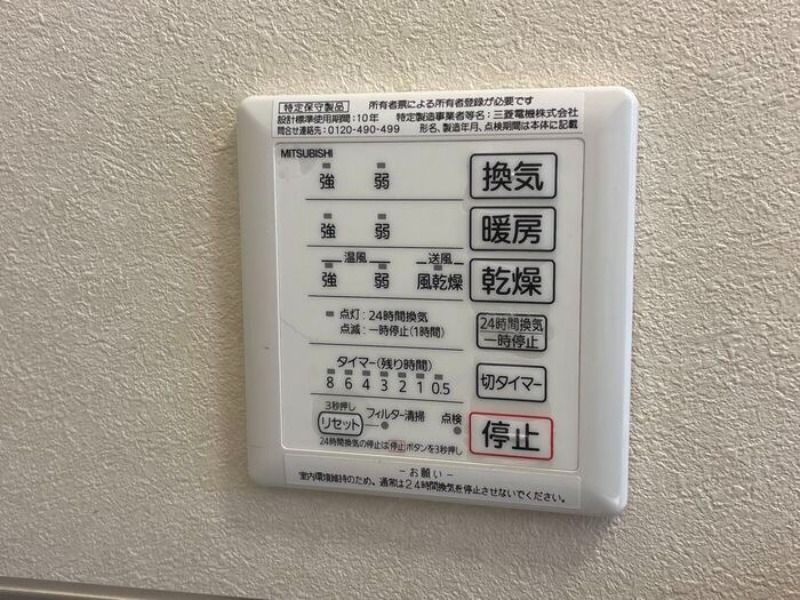 特定保守製品 所有者票による所有者登録が必要です
設計標準使用期間:10年 特定製造事業者等名:三菱電機株式会社
問合せ連絡先:0120-490-499 形名、製造年月、点検期間は本体に記載
MITSUBISHI
強 弱 換気
強 弱 暖房
温風 送風
強 弱 風乾燥 乾燥
点灯:24時間換気
点滅:一時停止(1時間)
24時間換気
一時停止
タイマー(残り時間)
8 6 4 3 2 1 0.5
切タイマー
3秒押し
リセット フィルター清掃 点検
停止
24時間換気の停止は停止ボタンを3秒押し
-お願い-
室内環境維持のため。通常は24時間換気を停止させないでください。